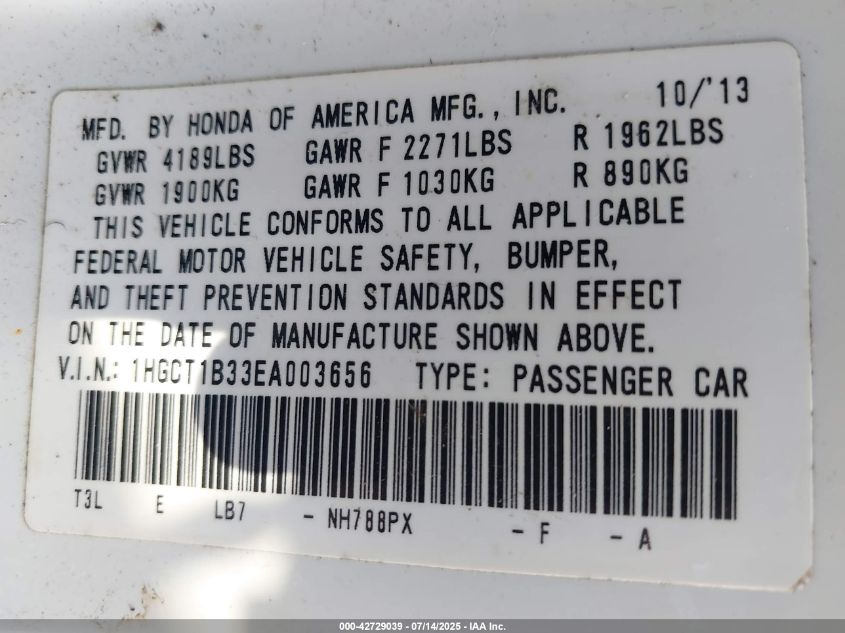 MFD. BY HONDA OF AMERICA MFG., INC. 10/'13
GVWR 4189LBS GAWR F 2271LBS R 1962LBS
GVWR 1900KG GAWR F 1030KG R 890KG
THIS VEHICLE CONFORMS TO ALL APPLICABLE
FEDERAL MOTOR VEHICLE SAFETY, BUMPER,
AND THEFT PREVENTION STANDARDS IN EFFECT
ON THE DATE OF MANUFACTURE SHOWN ABOVE.
V.I.N.: 1HGCT1B33EA003656 TYPE: PASSENGER CAR
T3L E LB7 - NH788PX - F - A
000-42729039 - 07/14/2025 - IAA Inc.